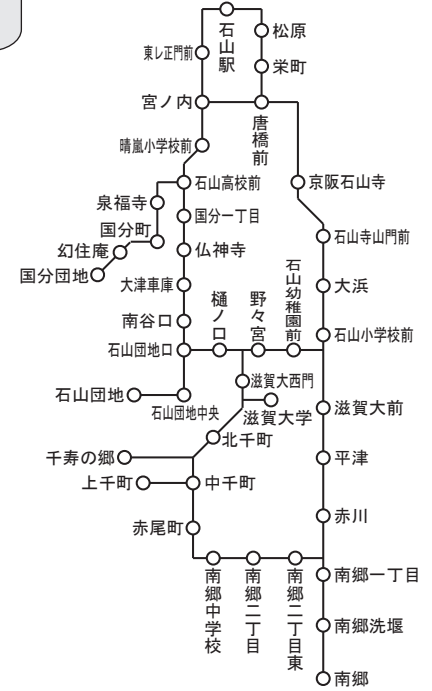 石山駅
松原
東レ正門前
栄町
宮ノ内
唐橋前
晴嵐小学校前
石山高校前
京阪石山寺
泉福寺
国分一丁目
国分町
石山寺山門前
幻住庵
仏神寺
国分団地
大津車庫
石山幼稚園前
大浜
樋ノ口
野々宮
南谷口
石山小学校前
石山団地口
滋賀大西門
石山団地
石山団地中央
滋賀大学
滋賀大前
北千町
千寿の郷
平津
上千町
中千町
赤川
赤尾町
南郷中学校
南郷二丁目
南郷二丁目東
南郷一丁目
南郷洗堰
南郷